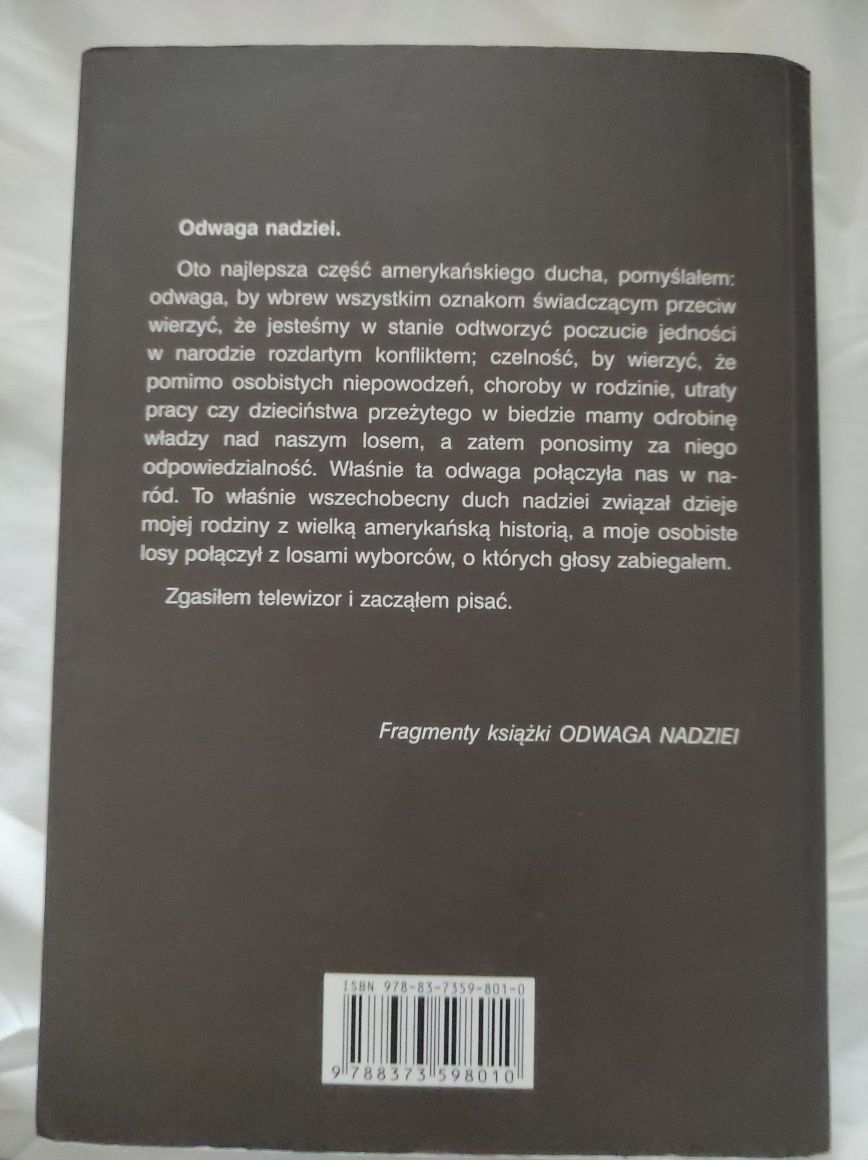 Odwaga nadziei.
Oto najlepsza część amerykańskiego ducha, pomyślałem:
odwaga, by wbrew wszystkim oznakom świadczącym przeciw
wierzyć, że jesteśmy w stanie odtworzyć poczucie jedności
w narodzie rozdartym konfliktem; czelność, by wierzyć, że
pomimo osobistych niepowodzeń, choroby w rodzinie, utraty
pracy czy dzieciństwa przeżytego w biedzie mamy odrobinę
władzy nad naszym losem, a zatem ponosimy za niego
odpowiedzialność. Właśnie ta odwaga połączyła nas w na-
ród. To właśnie wszechobecny duch nadziei związał dzieje
mojej rodziny z wielką amerykańską historią, a moje osobiste
losy połączył z losami wyborców, o których głosy zabiegałem.
Zgasiłem telewizor i zacząłem pisać.
Fragmenty książki ODWAGA NADZIEI
ISBN 978-83-7359-801-0
9 788373 598010